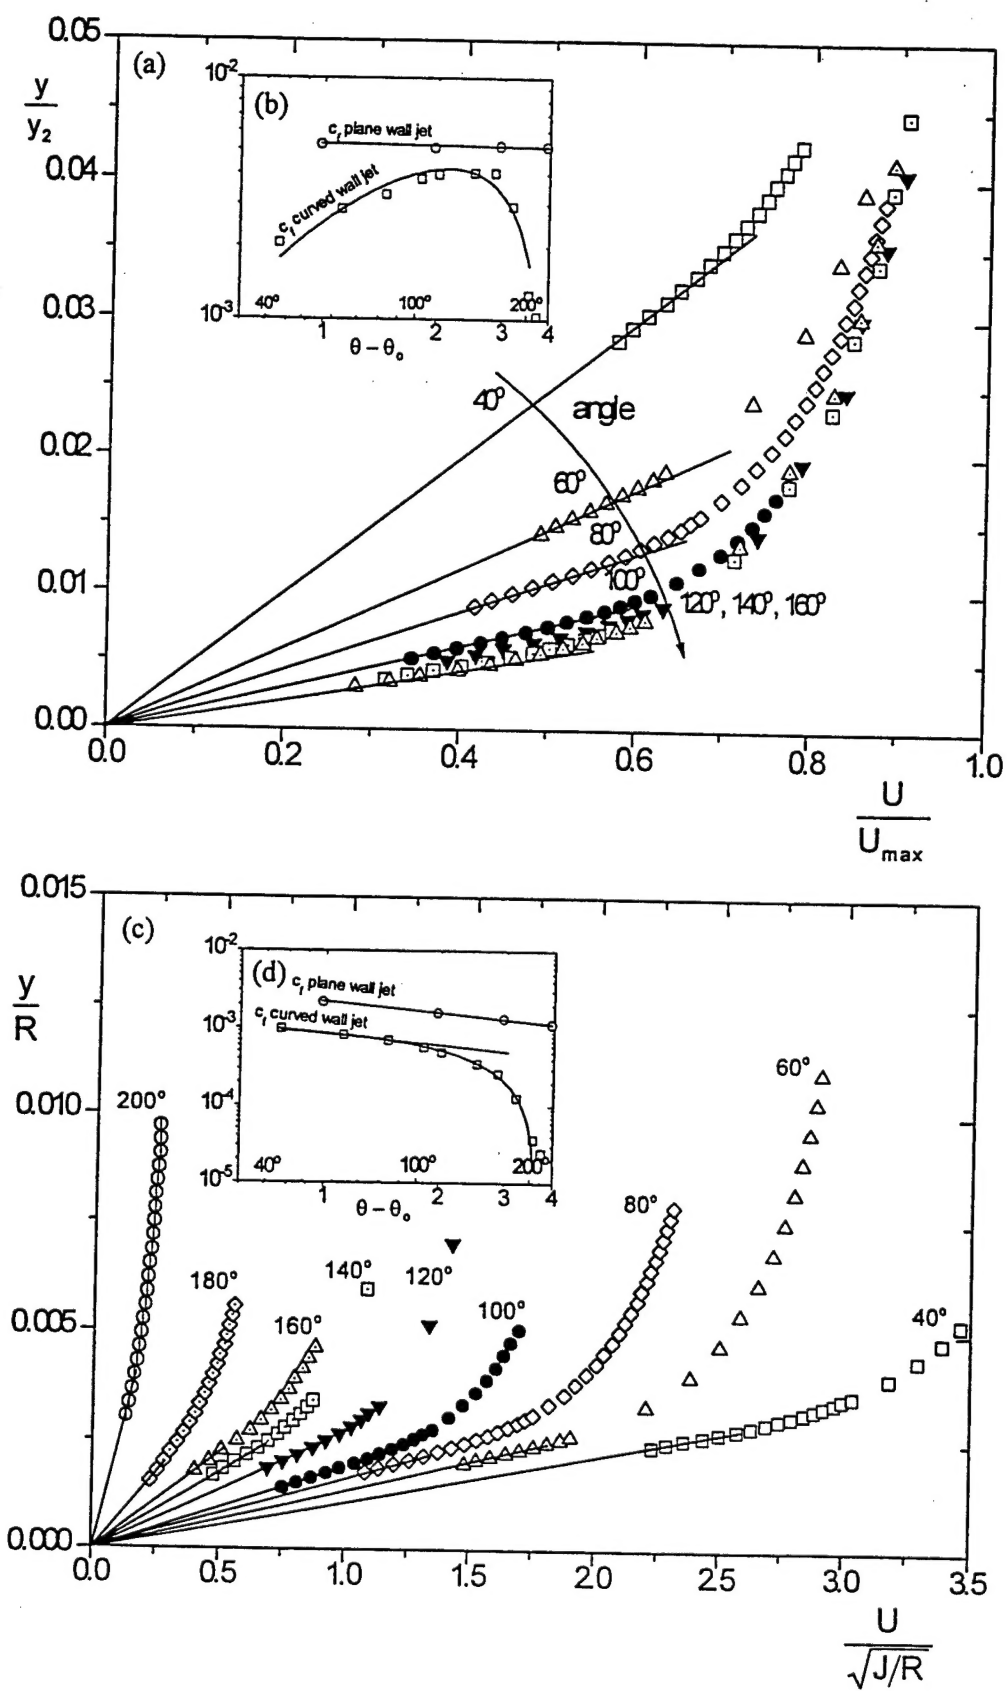 0.05
(a)
y
y2
0.04
0.03
0.02
0.01
0.00
10-2
(b)
cf plane wall jet
cf curved wall jet
10-3
40° 100° 200°
1 2 3 4
θ – θo
40°
angle
60°
80°
100°
120°, 140°, 160°
0.0 0.2 0.4 0.6 0.8 1.0
U
Umax
0.015
(c)
y
R
0.010
0.005
0.000
10-2
(d)
cf plane wall jet
10-3
cf curved wall jet
10-4
10-5
40° 100° 200°
1 2 3 4
θ – θo
200°
60°
180°
160°
140°
120°
100°
80°
40°
0.0 0.5 1.0 1.5 2.0 2.5 3.0 3.5
U
√J/R